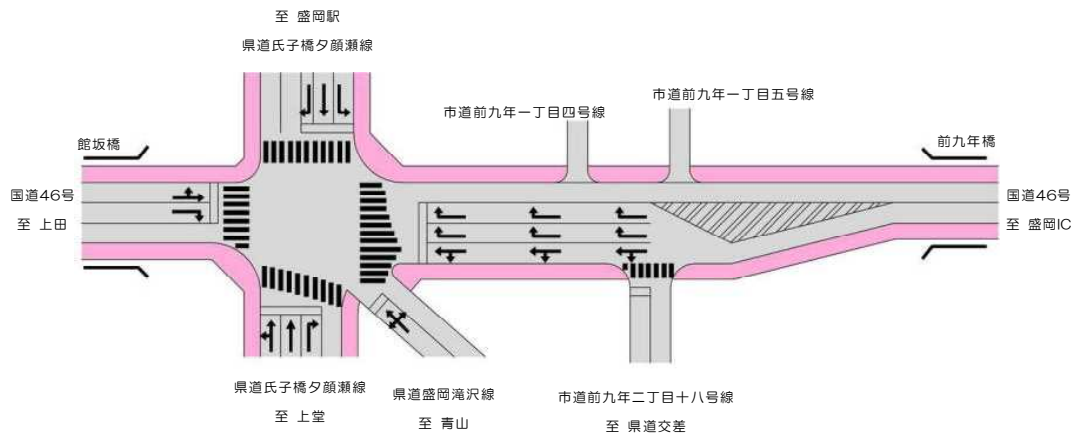 至 盛岡駅
県道氏子橋夕顔瀬線
市道前九年一丁目四号線
市道前九年一丁目五号線
館坂橋
前九年橋
国道46号
至 上田
国道46号
至 盛岡IC
県道氏子橋夕顔瀬線
至 上堂
県道盛岡滝沢線
至 青山
市道前九年二丁目十八号線
至 県道交差